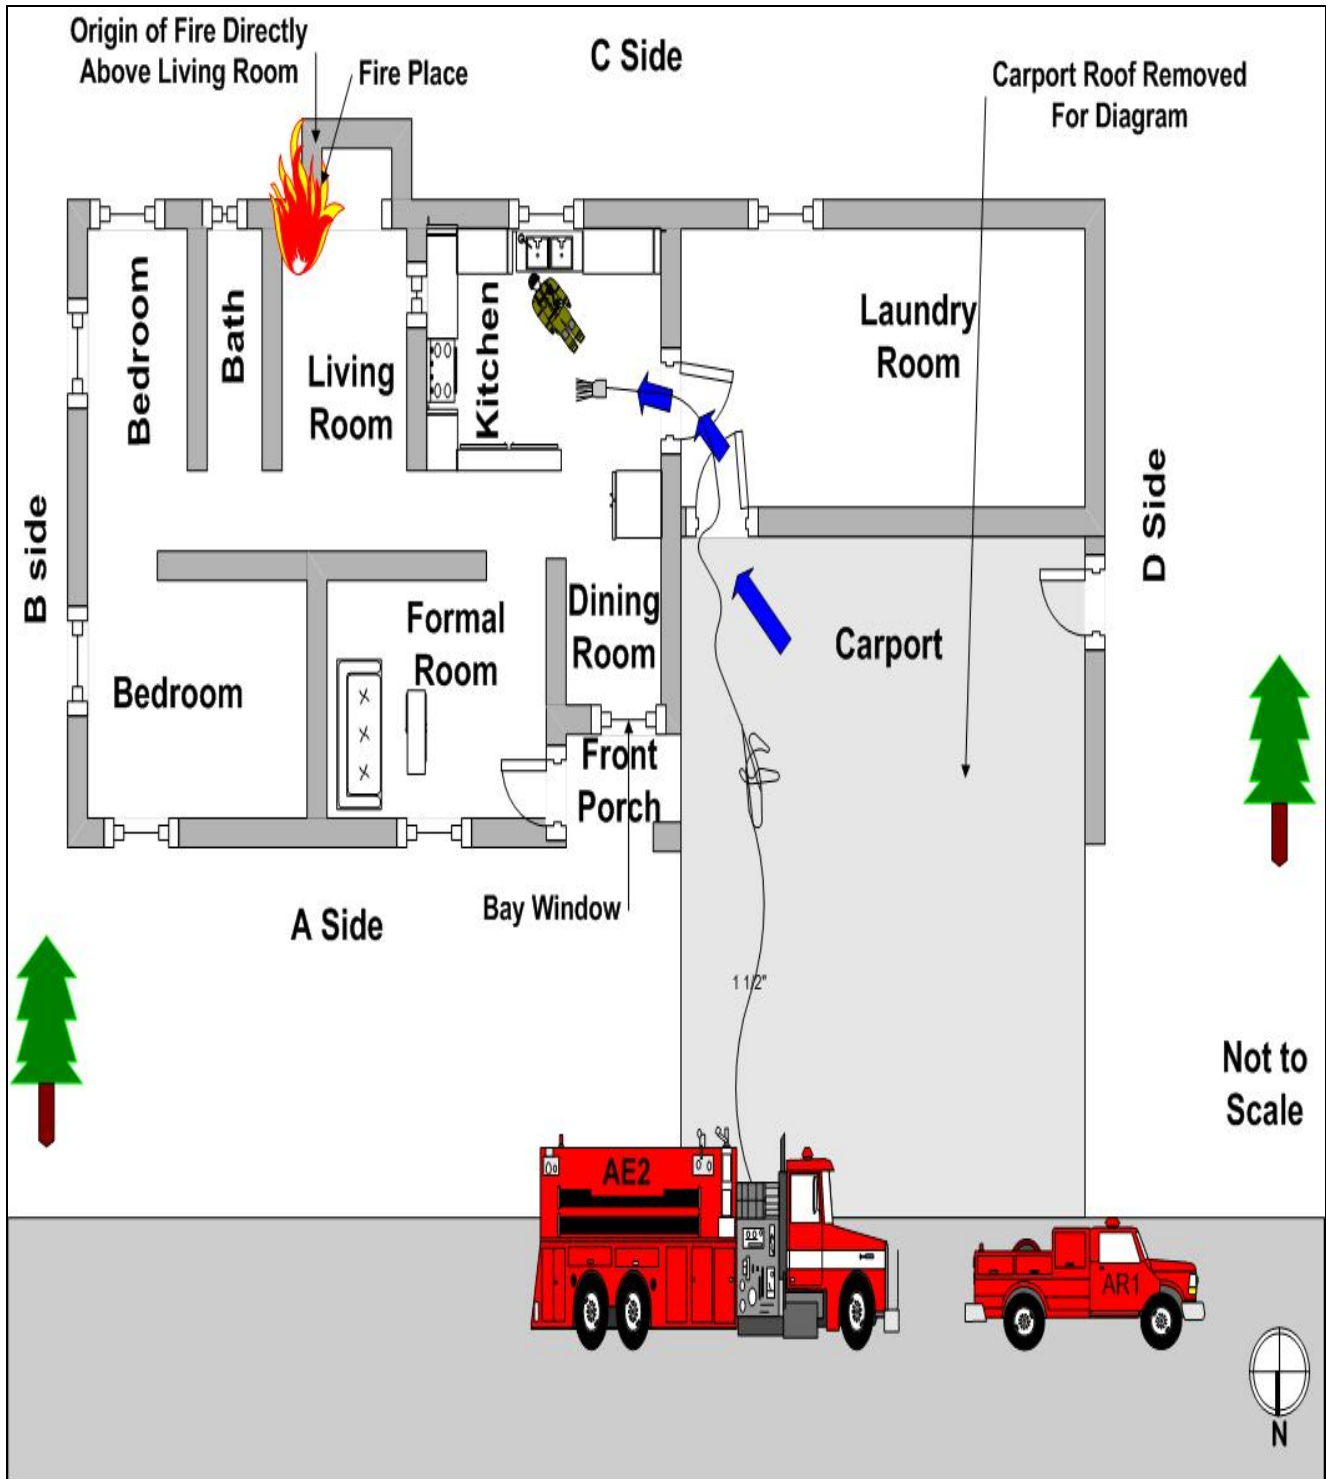 Origin of Fire Directly
Above Living Room
Fire Place
C Side
Carport Roof Removed
For Diagram
Bedroom
Bath
Living
Room
Kitchen
Laundry
Room
B side
D Side
Formal
Room
Dining
Room
Carport
Bedroom
Front
Porch
Bay Window
A Side
1 1/2"
Not to
Scale
AE2
AR1
N